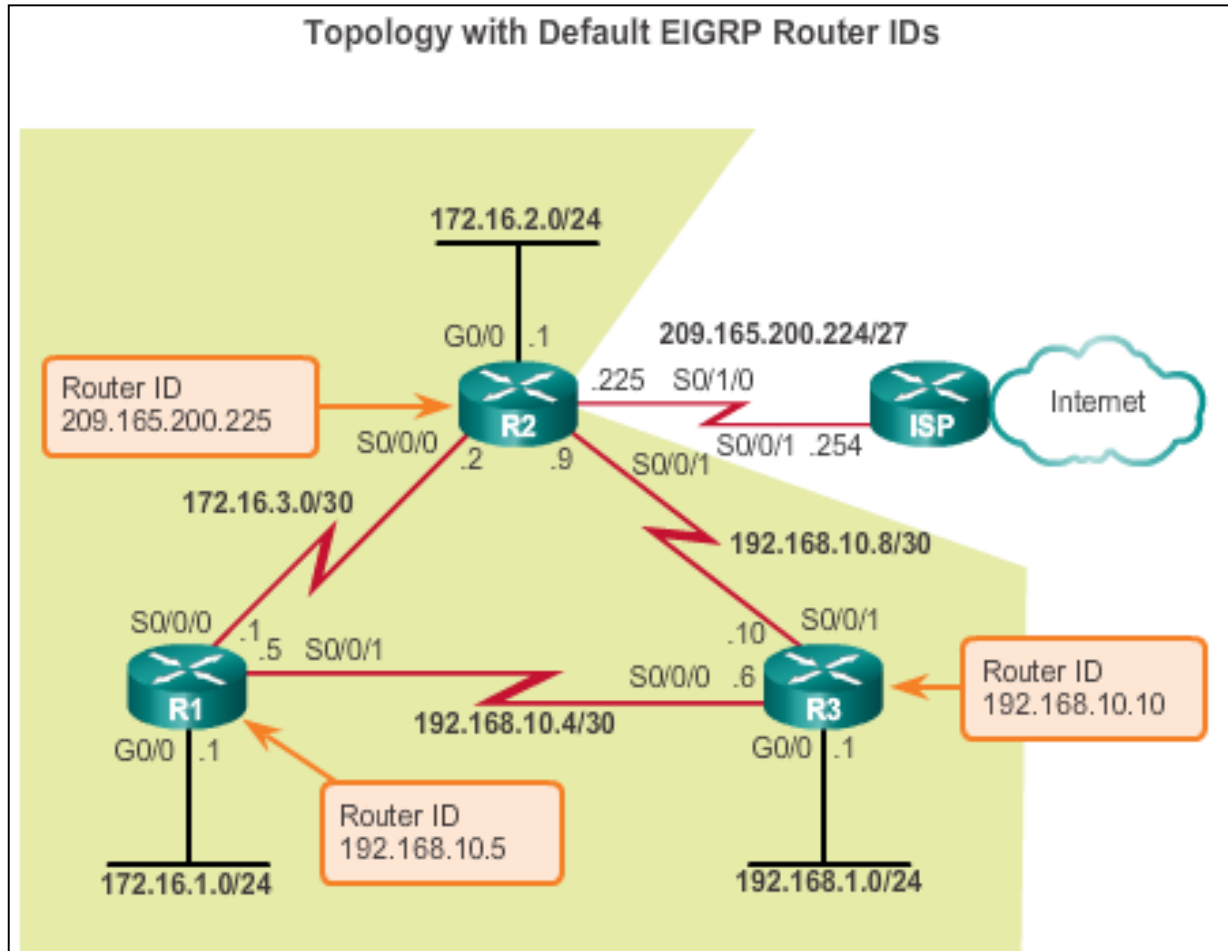 Topology with Default EIGRP Router IDs
172.16.2.0/24
G0/0 .1
209.165.200.224/27
Router ID
209.165.200.225
.225 S0/1/0
Internet
R2
ISP
S0/0/0 .2 .9 S0/0/1
S0/0/1 .254
172.16.3.0/30
192.168.10.8/30
S0/0/0 .1
.5 S0/0/1
.10 S0/0/1
S0/0/0 .6
Router ID
192.168.10.10
R1
R3
192.168.10.4/30
G0/0 .1
G0/0 .1
Router ID
192.168.10.5
172.16.1.0/24
192.168.1.0/24